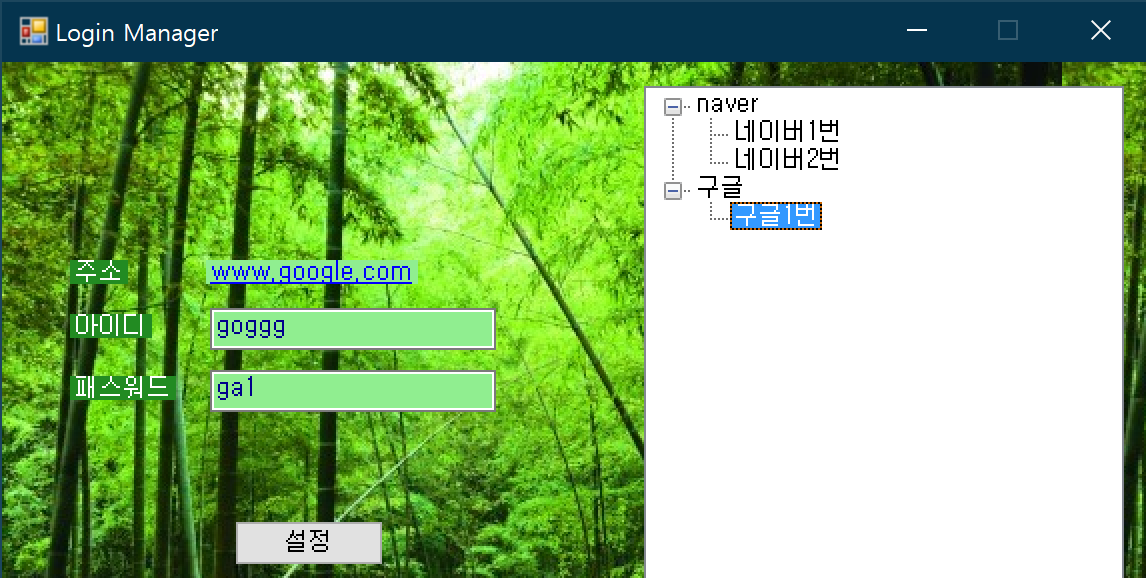 Login Manager
naver
네이버1번
네이버2번
구글
구글1번
주소 www.google.com
아이디 goggg
패스워드 ga1
설정